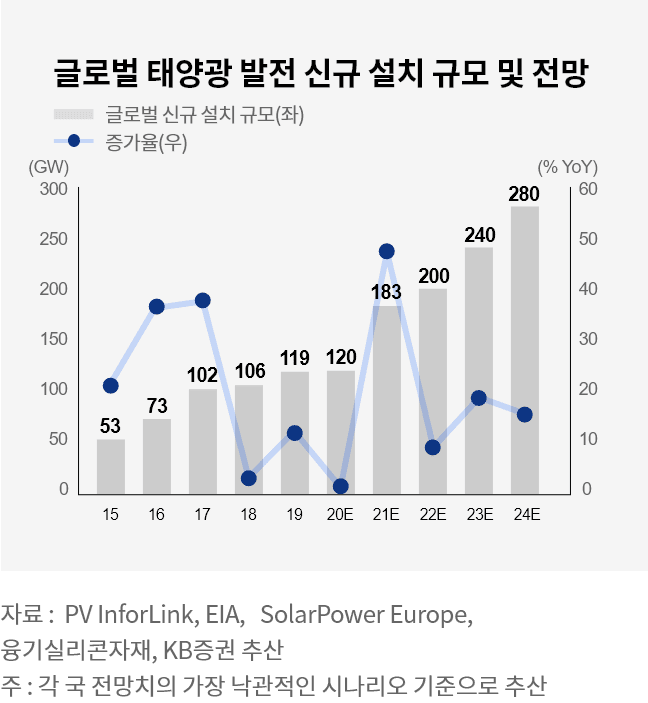 글로벌 태양광 발전 신규 설치 규모 및 전망
글로벌 신규 설치 규모(좌)
증가율(우)
(GW) (% YoY)
300 60
250 50
200 40
150 30
100 20
50 10
0 0
53 73 102 106 119 120 183 200 240 280
15 16 17 18 19 20E 21E 22E 23E 24E
자료 : PV InforLink, EIA, SolarPower Europe,
융기실리콘자재, KB증권 추산
주 : 각 국 전망치의 가장 낙관적인 시나리오 기준으로 추산